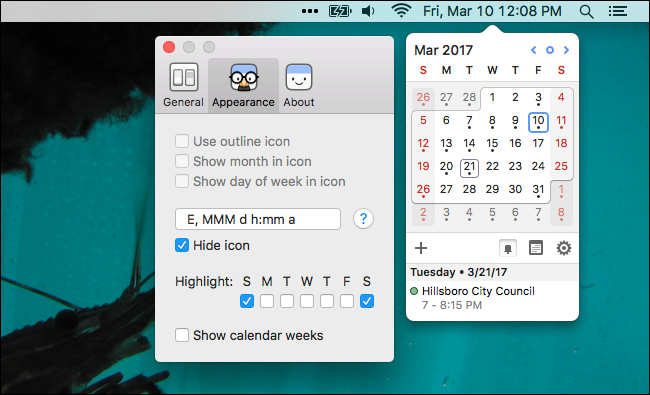 Fri, Mar 10 12:08 PM
General Appearance About
Use outline icon
Show month in icon
Show day of week in icon
E, MMM d h:mm a
?
Hide icon
Highlight: S M T W T F S
Show calendar weeks
Mar 2017
S M T W T F S
26 27 28 1 2 3 4
5 6 7 8 9 10 11
12 13 14 15 16 17 18
19 20 21 22 23 24 25
26 27 28 29 30 31 1
2 3 4 5 6 7 8
Tuesday • 3/21/17
Hillsboro City Council
7 - 8:15 PM